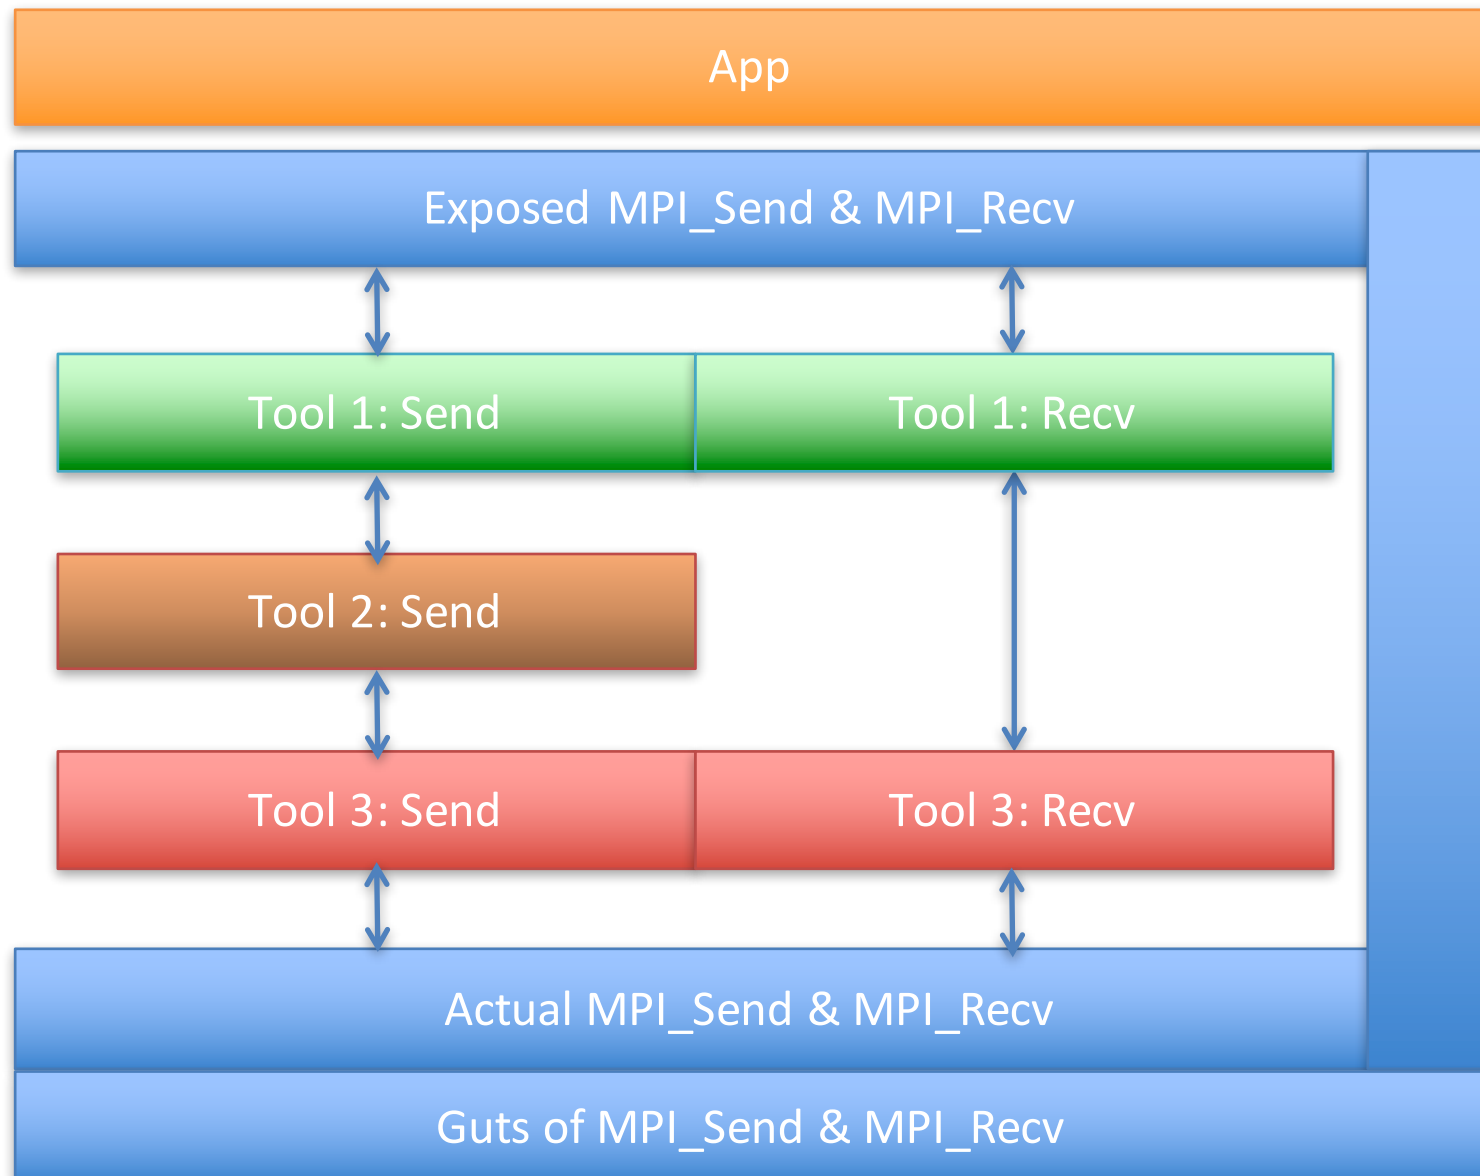 App
Exposed MPI_Send & MPI_Recv
Tool 1: Send
Tool 1: Recv
Tool 2: Send
Tool 3: Send
Tool 3: Recv
Actual MPI_Send & MPI_Recv
Guts of MPI_Send & MPI_Recv